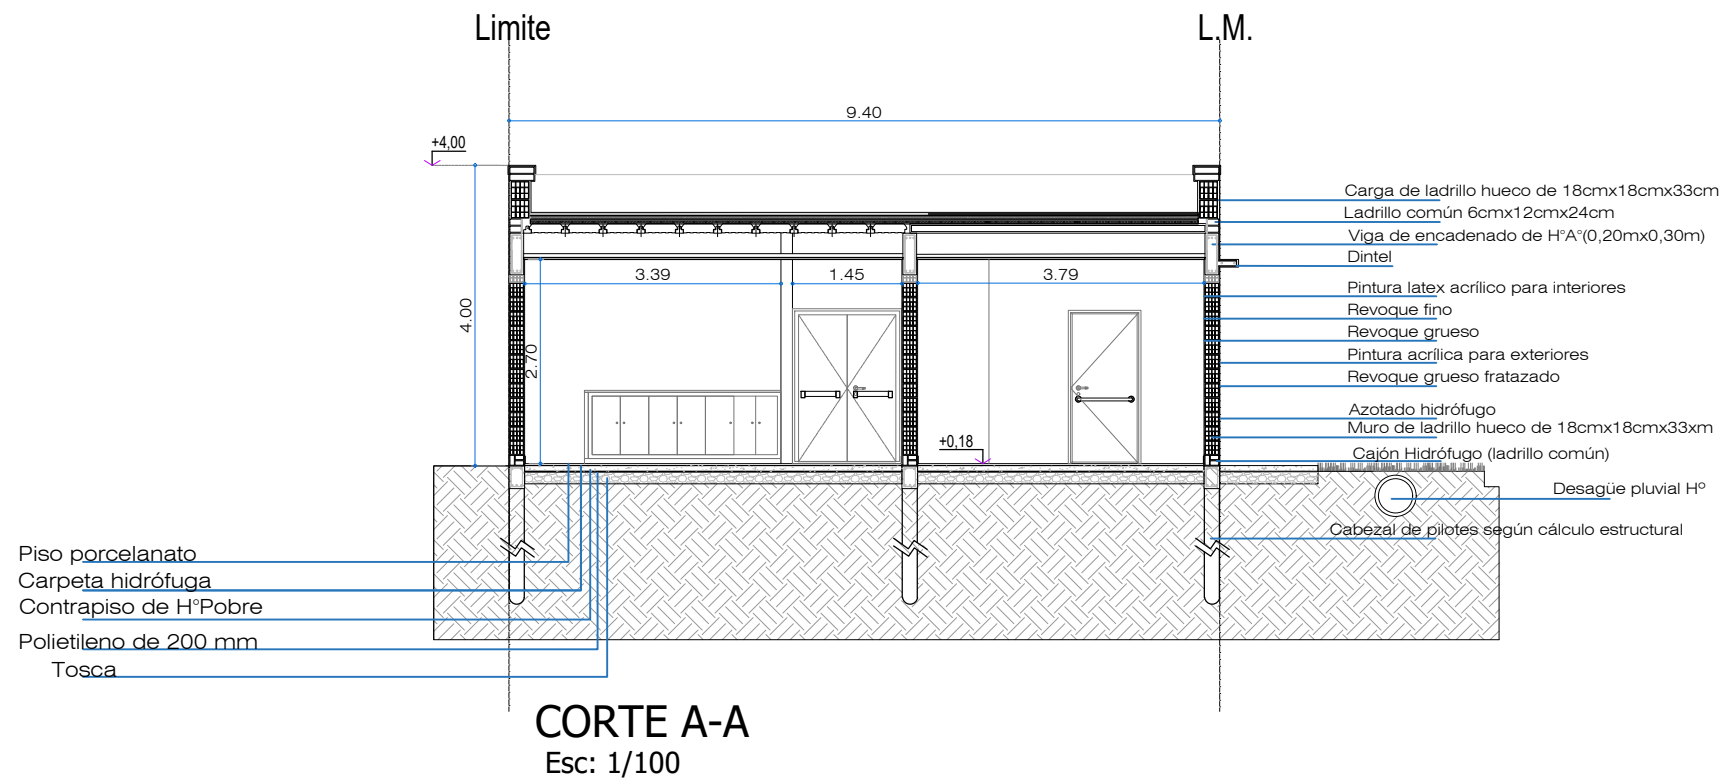 Limite
L.M.
9.40
+4,00
Carga de ladrillo hueco de 18cmx18cmx33cm
Ladrillo común 6cmx12cmx24cm
Viga de encadenado de H°A°(0,20mx0,30m)
Dintel
3.39
1.45
3.79
Pintura latex acrílico para interiores
4.00
Revoque fino
Revoque grueso
2.70
Pintura acrílica para exteriores
Revoque grueso fratazado
Azotado hidrófugo
Muro de ladrillo hueco de 18cmx18cmx33xm
+0,18
Cajón Hidrófugo (ladrillo común)
Desagüe pluvial Hº
Cabezal de pilotes según cálculo estructural
Piso porcelanato
Carpeta hidrófuga
Contrapiso de H°Pobre
Polietileno de 200 mm
Tosca
CORTE A-A
Esc: 1/100